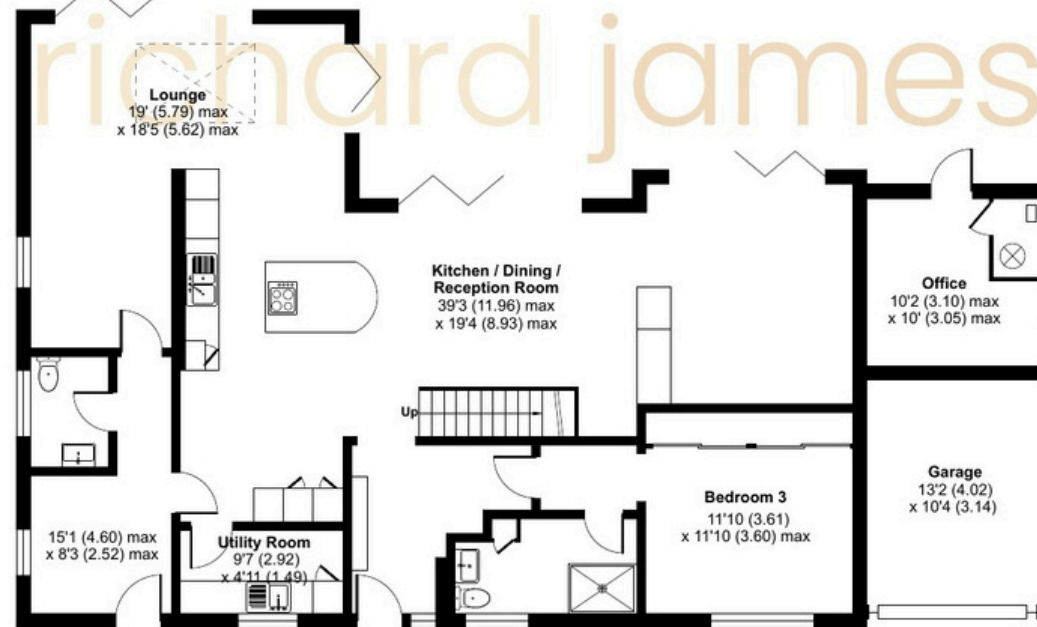 richard james
Lounge
19' (5.79) max
x 18'5 (5.62) max
Kitchen / Dining /
Reception Room
39'3 (11.96) max
x 19'4 (8.93) max
Office
10'2 (3.10) max
x 10' (3.05) max
Up
Bedroom 3
11'10 (3.61)
x 11'10 (3.60) max
Garage
13'2 (4.02)
x 10'4 (3.14)
15'1 (4.60) max
x 8'3 (2.52) max
Utility Room
9'7 (2.92)
x 4'11 (1.49)